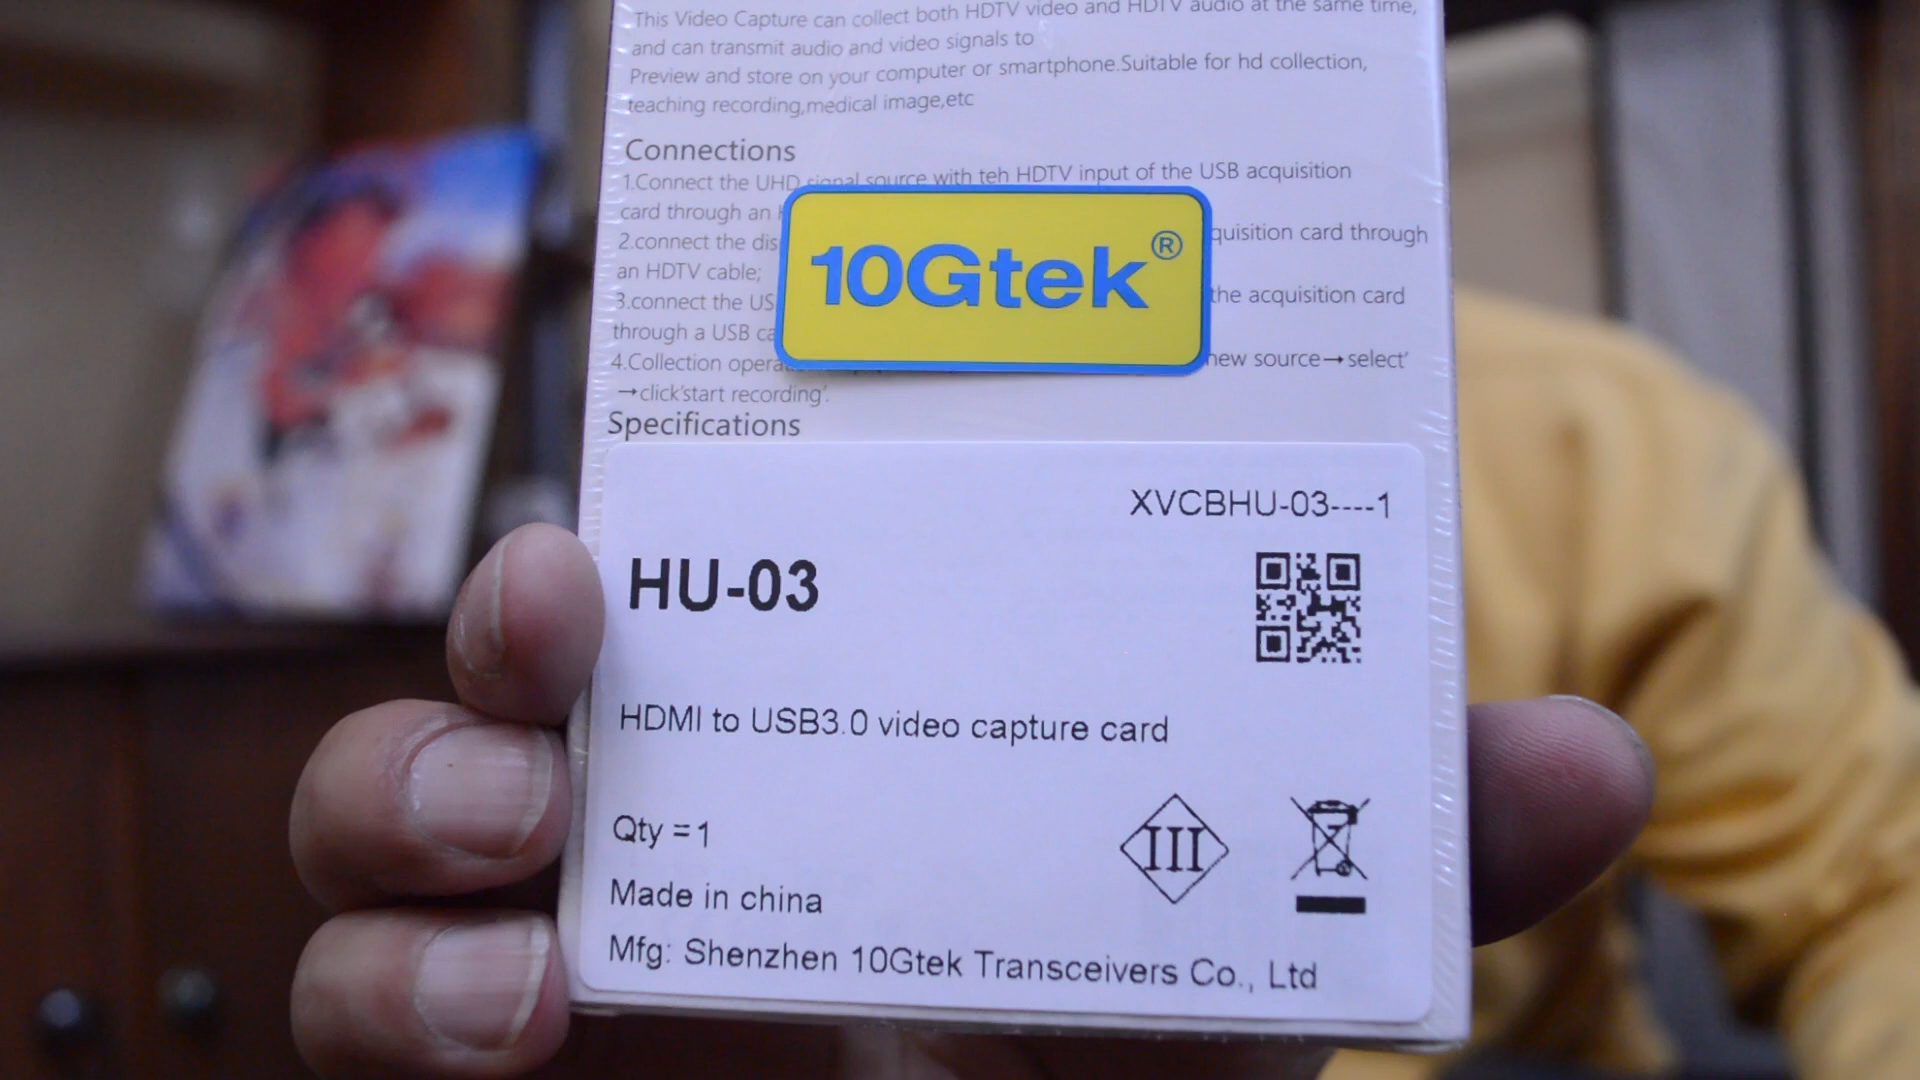 This Video Capture can collect both HDTV video and HDTV audio at the same time,
and can transmit audio and video signals to
Preview and store on your computer or smartphone.Suitable for hd collection,
teaching recording,medical image,etc
Connections
1.Connect the UHD signal source with teh HDTV input of the USB acquisition
card through an
2.connect the quisition card through
an HDTV cable;
3.connect the the acquisition card
through a USB
4.Collection new source→select'
→click'start recording'.
10Gtek®
Specifications
XVCBHU-03----1
HU-03
HDMI to USB3.0 video capture card
Qty =1
III
Made in china
Mfg: Shenzhen 10Gtek Transceivers Co., Ltd